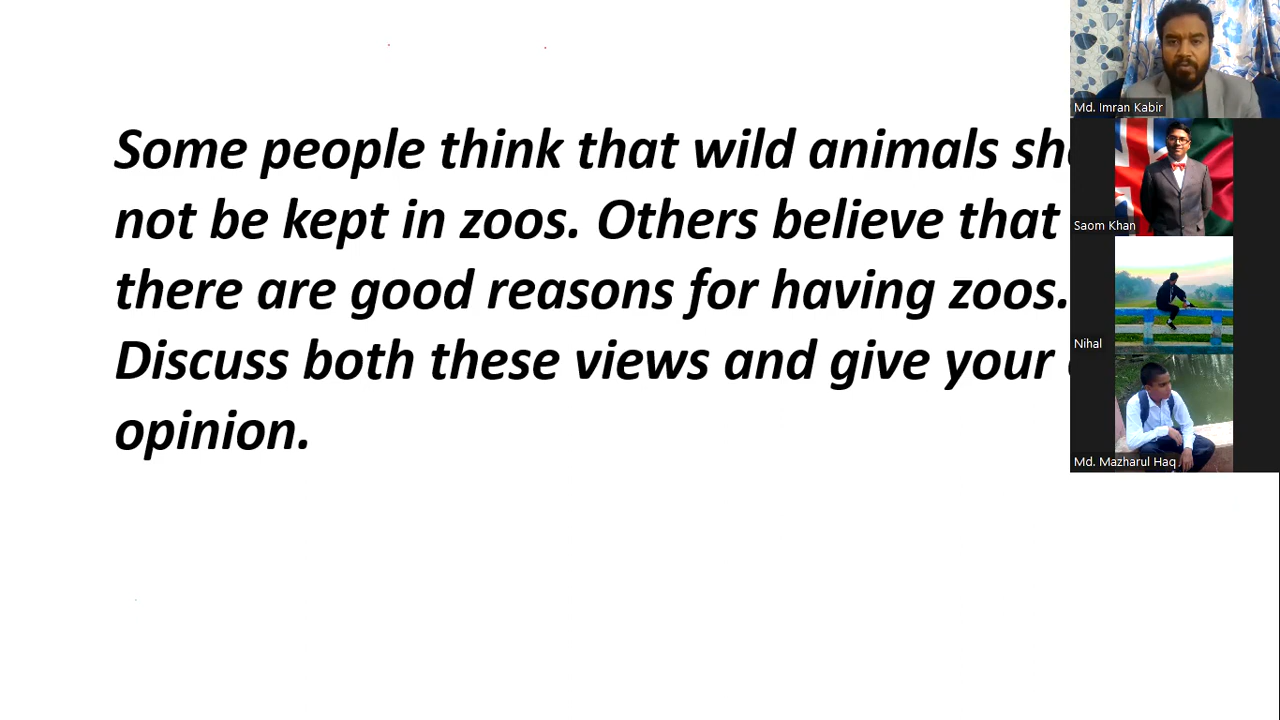 Some people think that wild animals
not be kept in zoos. Others believe that
there are good reasons for having zoos.
Discuss both these views and give your
opinion.
Md. Imran Kabir
Saom Khan
Nihal
Md. Mazharul Haq